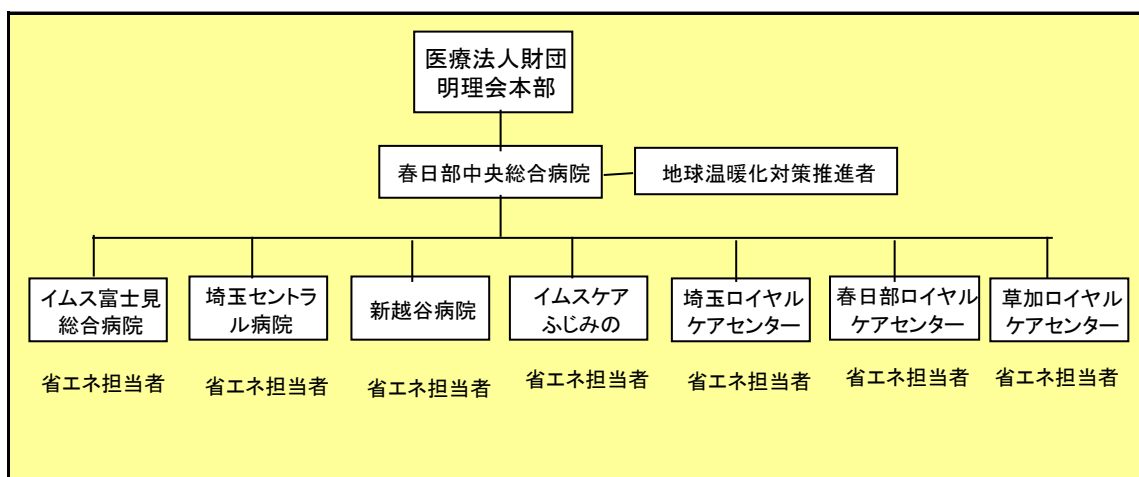 医療法人財団
明理会本部
春日部中央総合病院
地球温暖化対策推進者
イムス富士見
総合病院
埼玉セントラ
ル病院
新越谷病院
イムスケア
ふじみの
埼玉ロイヤル
ケアセンター
春日部ロイヤル
ケアセンター
草加ロイヤル
ケアセンター
省エネ担当者
省エネ担当者
省エネ担当者
省エネ担当者
省エネ担当者
省エネ担当者
省エネ担当者